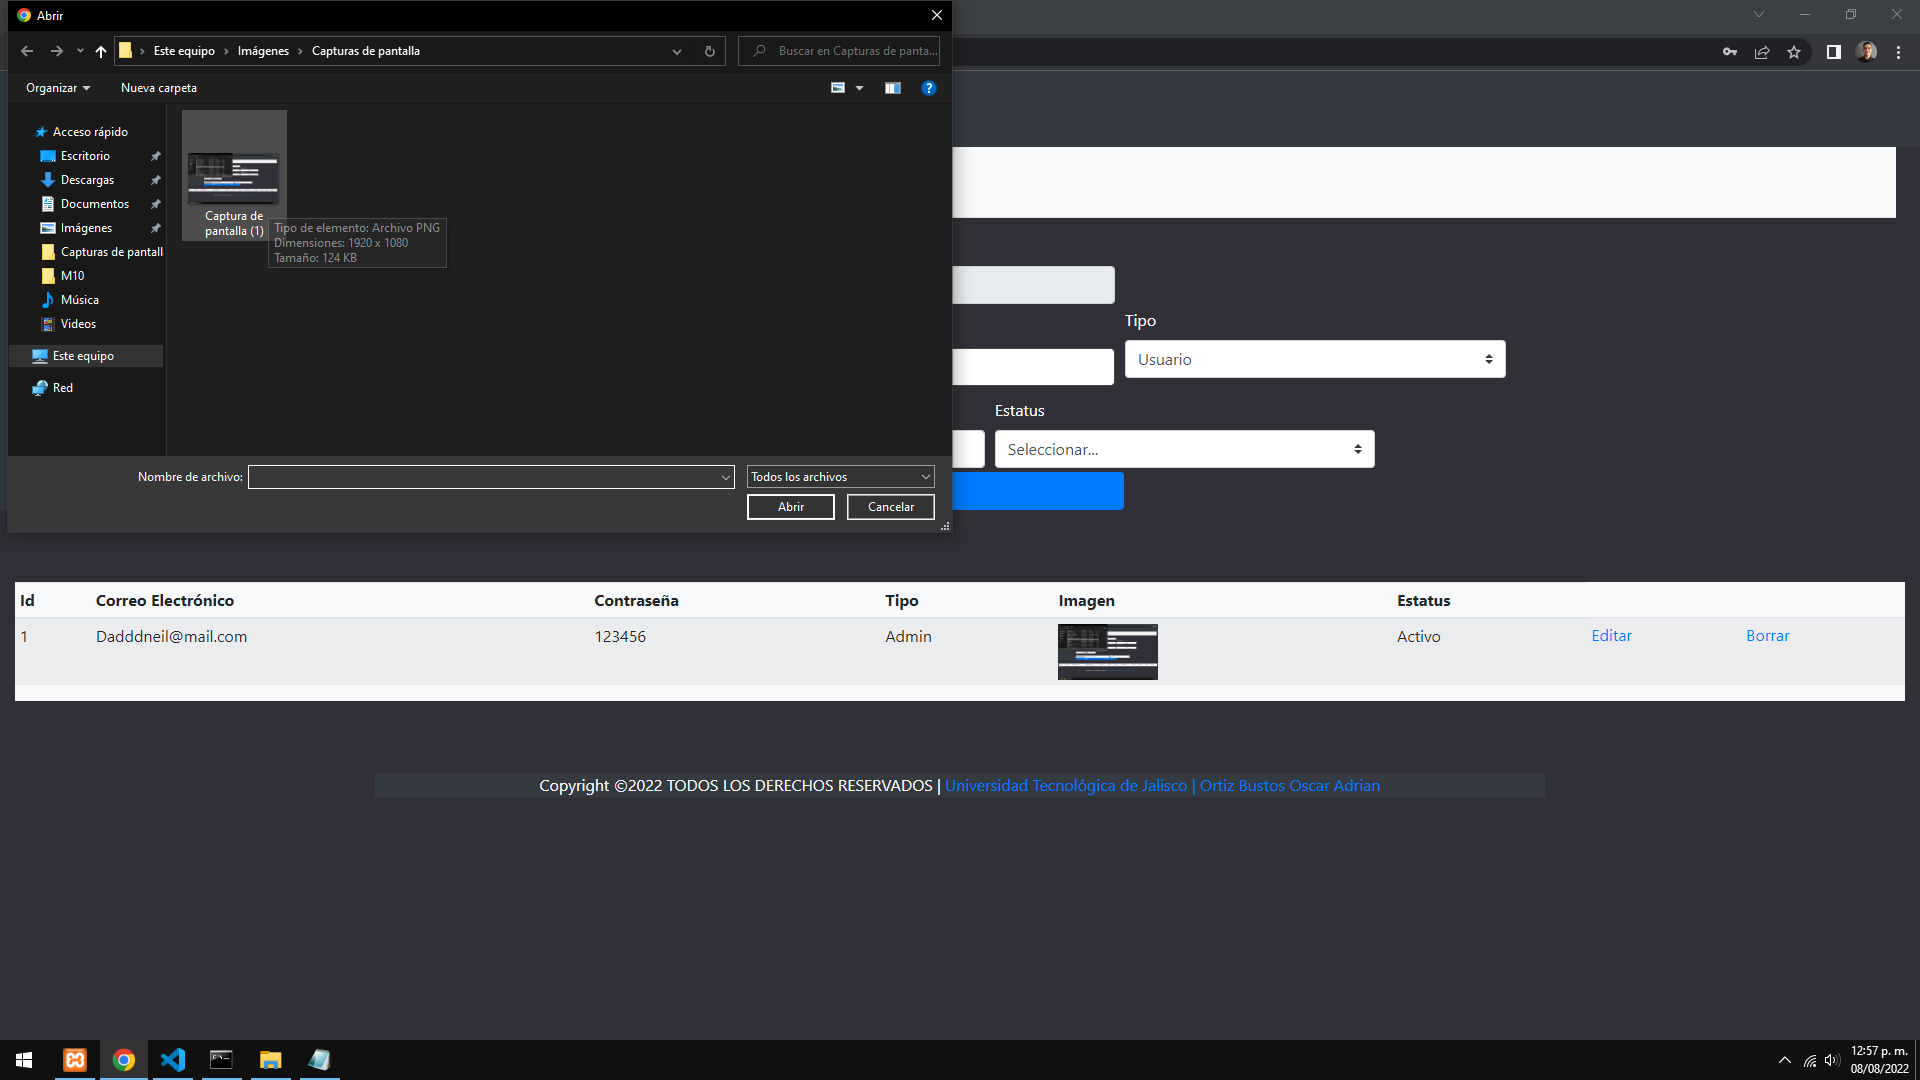 Abrir
Este equipo › Imágenes › Capturas de pantalla
Buscar en Capturas de panta...
Organizar
Nueva carpeta
Acceso rápido
Escritorio
Descargas
Documentos
Imágenes
Capturas de pantall
M10
Música
Videos
Este equipo
Red
Captura de
pantalla (1)
Tipo de elemento: Archivo PNG
Dimensiones: 1920 x 1080
Tamaño: 124 KB
Nombre de archivo:
Todos los archivos
Abrir
Cancelar
Tipo
Usuario
Estatus
Seleccionar...
Id Correo Electrónico Contraseña Tipo Imagen Estatus
1 Dadddneil@mail.com 123456 Admin Activo Editar Borrar
Copyright ©2022 TODOS LOS DERECHOS RESERVADOS | Universidad Tecnológica de Jalisco | Ortiz Bustos Oscar Adrian
12:57 p. m.
08/08/2022